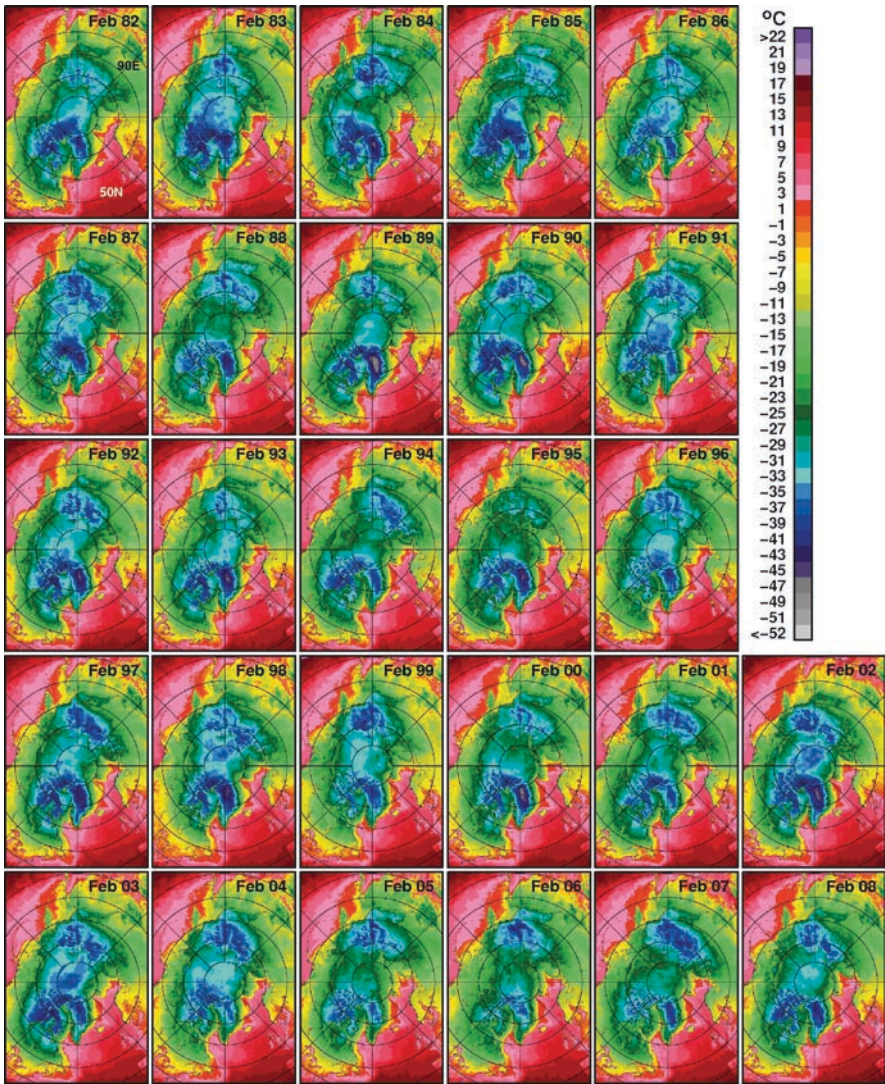 Feb 82
Feb 83
Feb 84
Feb 85
Feb 86
90E
50N
Feb 87
Feb 88
Feb 89
Feb 90
Feb 91
Feb 92
Feb 93
Feb 94
Feb 95
Feb 96
Feb 97
Feb 98
Feb 99
Feb 00
Feb 01
Feb 02
Feb 03
Feb 04
Feb 05
Feb 06
Feb 07
Feb 08
°C
>22
21
19
17
15
13
11
9
7
5
3
1
−1
−3
−5
−7
−9
−11
−13
−15
−17
−19
−21
−23
−25
−27
−29
−31
−33
−35
−37
−39
−41
−43
−45
−47
−49
−51
<−52